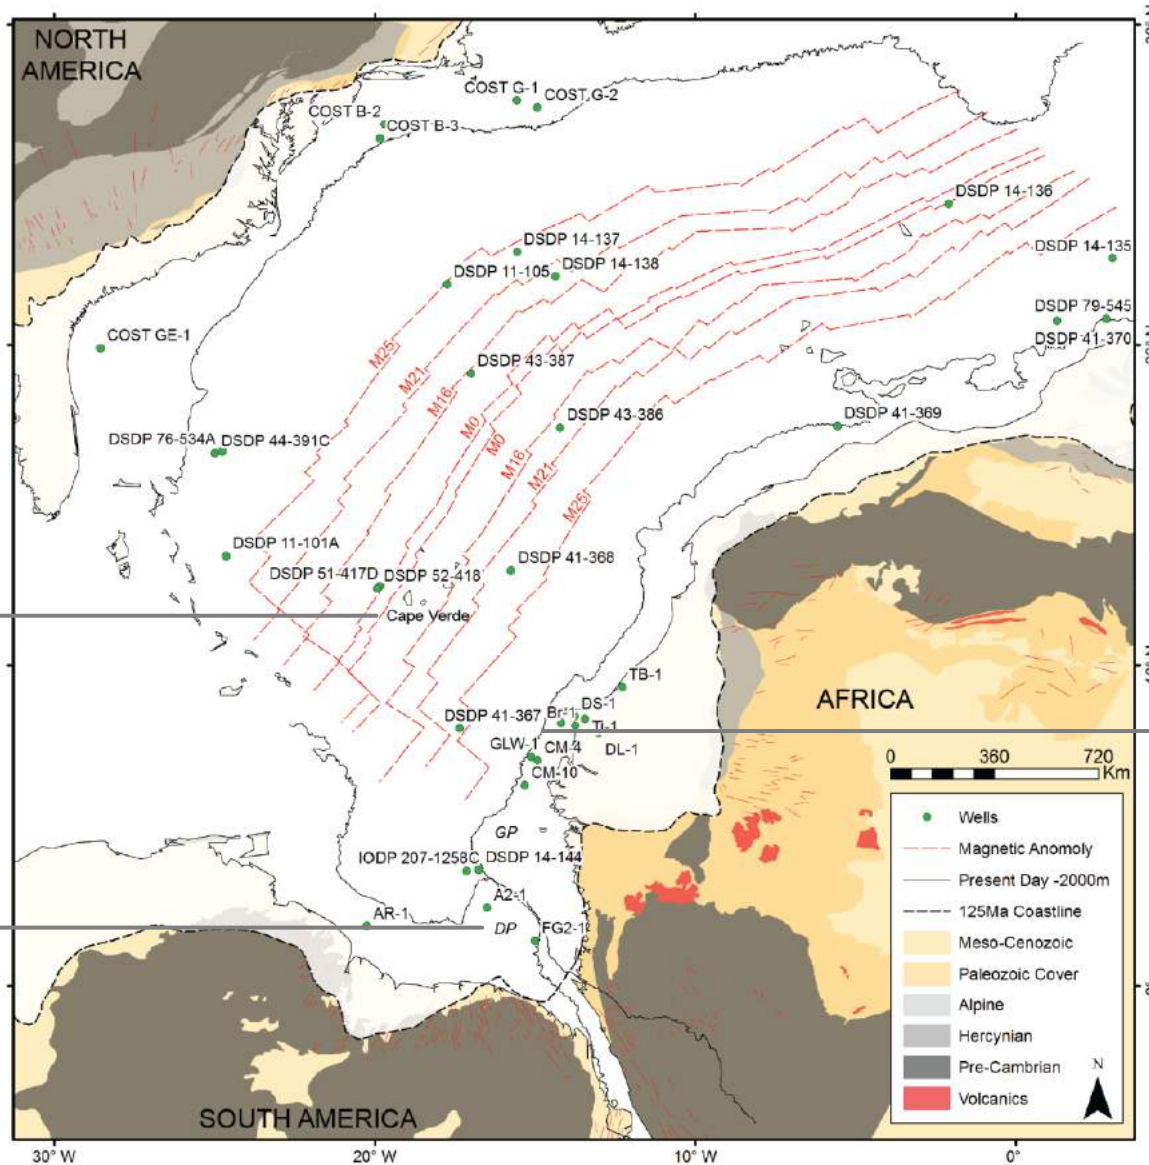 NORTH
AMERICA
COST G-1
COST G-2
COST B-2
COST B-3
DSDP 14-136
DSDP 14-137
DSDP 14-135
DSDP 11-105
DSDP 14-138
DSDP 79-545
DSDP 41-370
COST GE-1
M25
M21
M16
DSDP 43-387
M0
M0
M16
M21
M25
DSDP 43-386
DSDP 41-369
DSDP 76-534A
DSDP 44-391C
DSDP 11-101A
DSDP 41-368
DSDP 51-417D
DSDP 52-418
Cape Verde
TB-1
AFRICA
DSDP 41-367
Br-1
DS-1
Ti-1
GLW-1
CM-4
DL-1
CM-10
0 360 720
Km
GP
IODP 207-1258C
DSDP 14-144
A2-1
AR-1
DP
FG2-1
Wells
Magnetic Anomoly
Present Day -2000m
125Ma Coastline
Meso-Cenozoic
Paleozoic Cover
Alpine
Hercynian
Pre-Cambrian
Volcanics
N
SOUTH AMERICA
30°W
20°W
10°W
0°